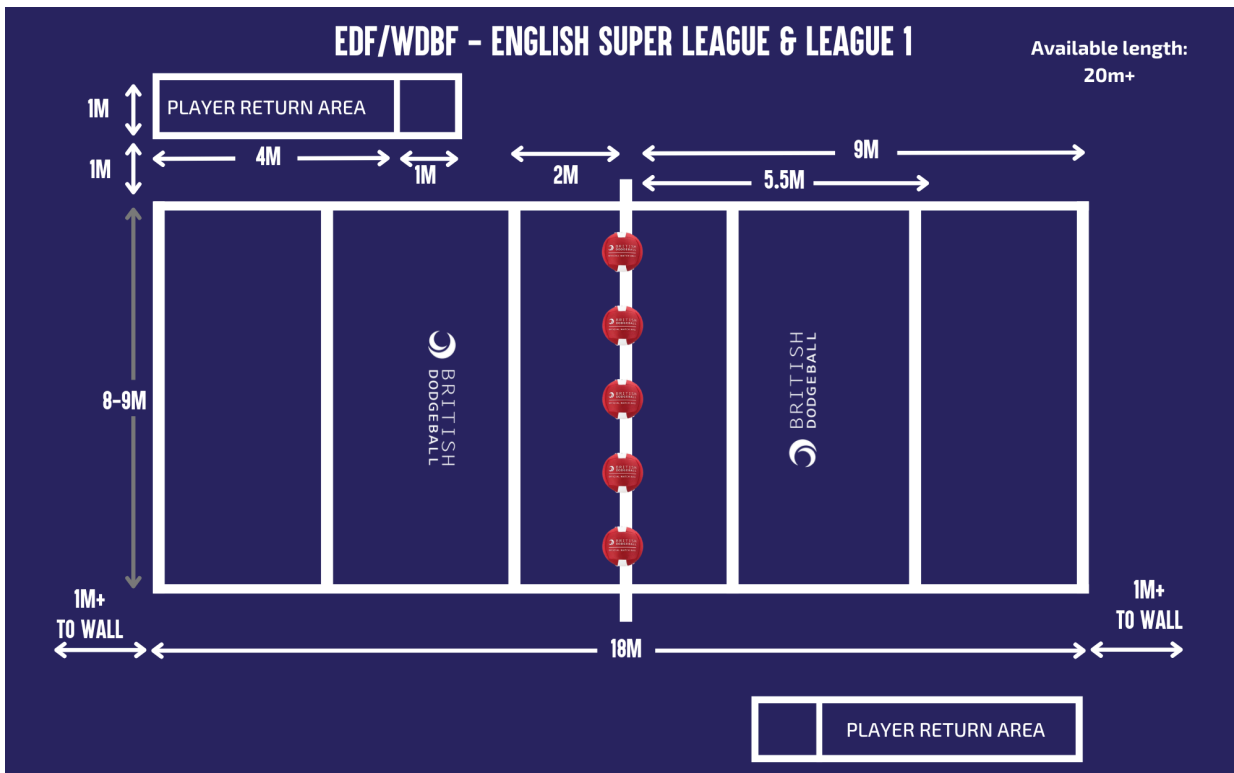 EDF/WDBF - ENGLISH SUPER LEAGUE & LEAGUE 1
Available length:
20m+
1M
PLAYER RETURN AREA
1M
4M
1M
2M
9M
5.5M
8-9M
BRITISH
DODGEBALL
BRITISH
DODGEBALL
1M+
TO WALL
1M+
TO WALL
18M
PLAYER RETURN AREA